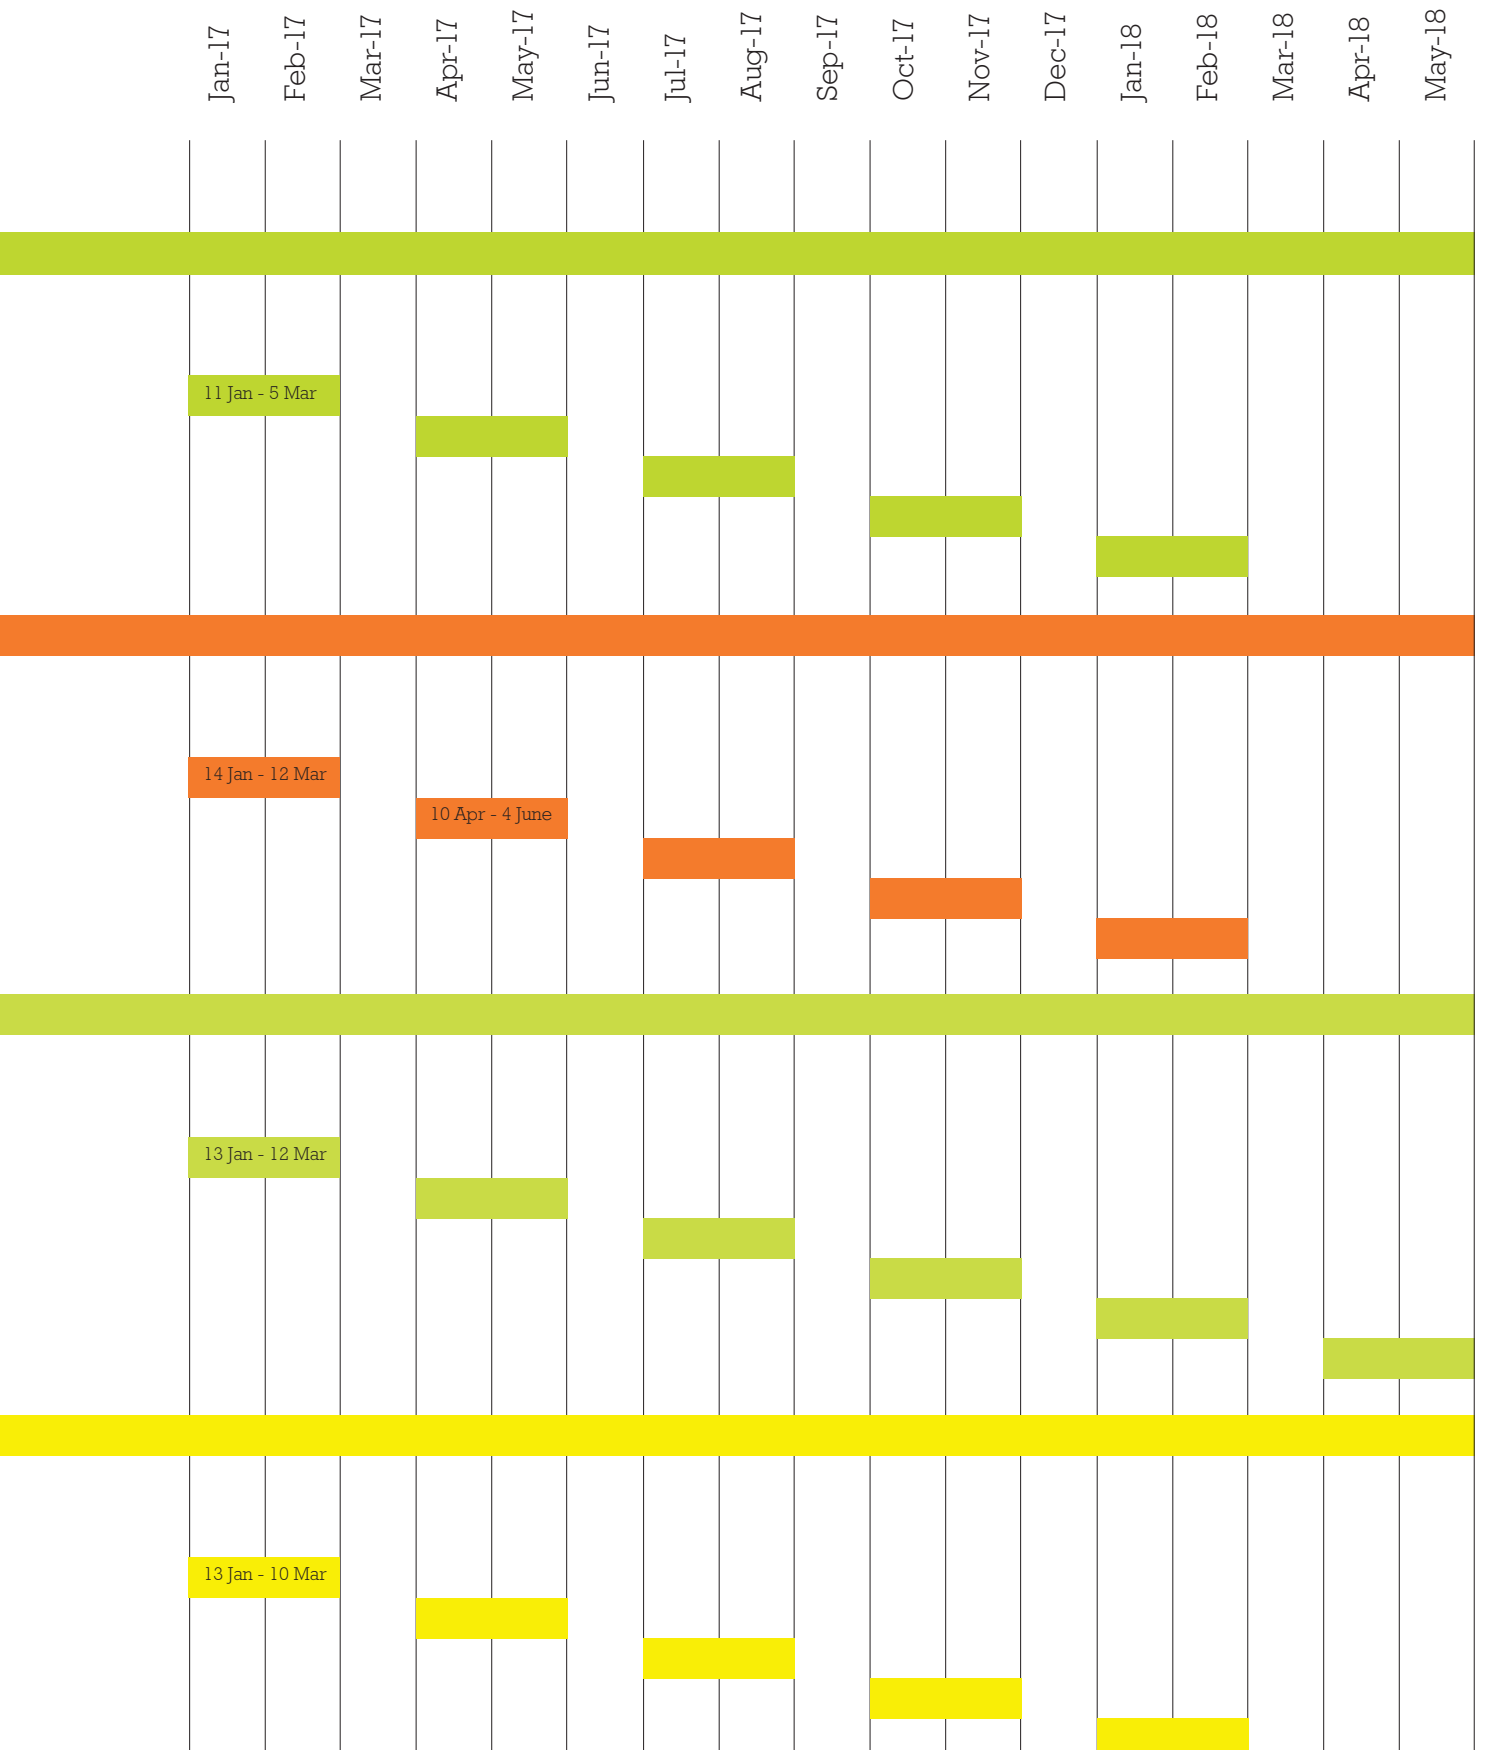 Jan-17
Feb-17
Mar-17
Apr-17
May-17
Jun-17
Jul-17
Aug-17
Sep-17
Oct-17
Nov-17
Dec-17
Jan-18
Feb-18
Mar-18
Apr-18
May-18
11 Jan - 5 Mar
14 Jan - 12 Mar
10 Apr - 4 June
13 Jan - 12 Mar
13 Jan - 10 Mar